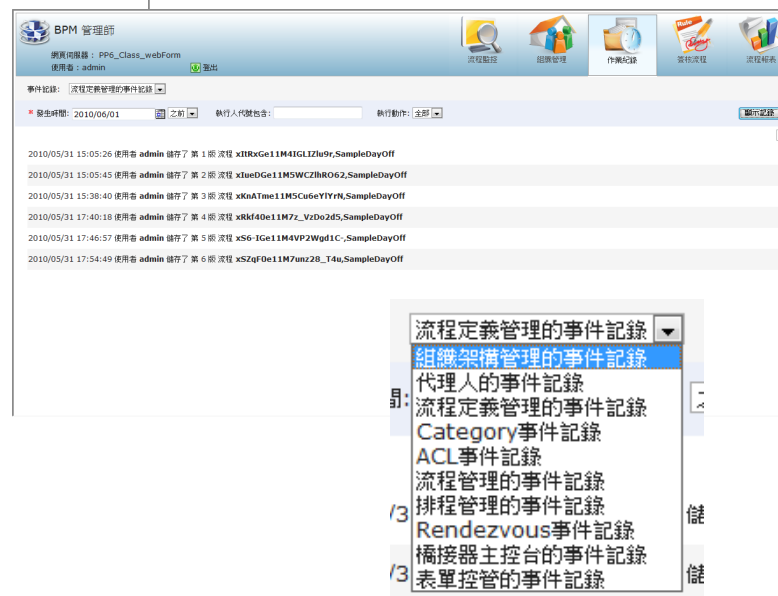 BPM 管理師
網頁伺服器： PP6_Class_webForm
使用者：admin 登出
流程監控 組織管理 作業紀錄 簽核流程 流程報表
事件記錄: 流程定義管理的事件記錄
* 發生時間: 2010/06/01 之前 執行人代號包含: 執行動作: 全部 顯示記錄
2010/05/31 15:05:26 使用者 admin 儲存了 第 1 版 流程 xItRxGe11M4IGLIZlu9r,SampleDayOff
2010/05/31 15:05:45 使用者 admin 儲存了 第 2 版 流程 xIueDGe11M5WCZlhRO62,SampleDayOff
2010/05/31 15:38:40 使用者 admin 儲存了 第 3 版 流程 xKnATme11M5Cu6eYlYrN,SampleDayOff
2010/05/31 17:40:18 使用者 admin 儲存了 第 4 版 流程 xRkf40e11M7z_VzDo2d5,SampleDayOff
2010/05/31 17:46:57 使用者 admin 儲存了 第 5 版 流程 xS6-IGe11M4VP2Wgd1C-,SampleDayOff
2010/05/31 17:54:49 使用者 admin 儲存了 第 6 版 流程 xSZqF0e11M7unz28_T4u,SampleDayOff
流程定義管理的事件記錄
組織架構管理的事件記錄
代理人的事件記錄
流程定義管理的事件記錄
Category事件記錄
ACL事件記錄
流程管理的事件記錄
排程管理的事件記錄
Rendezvous事件記錄
橋接器主控台的事件記錄
表單控管的事件記錄